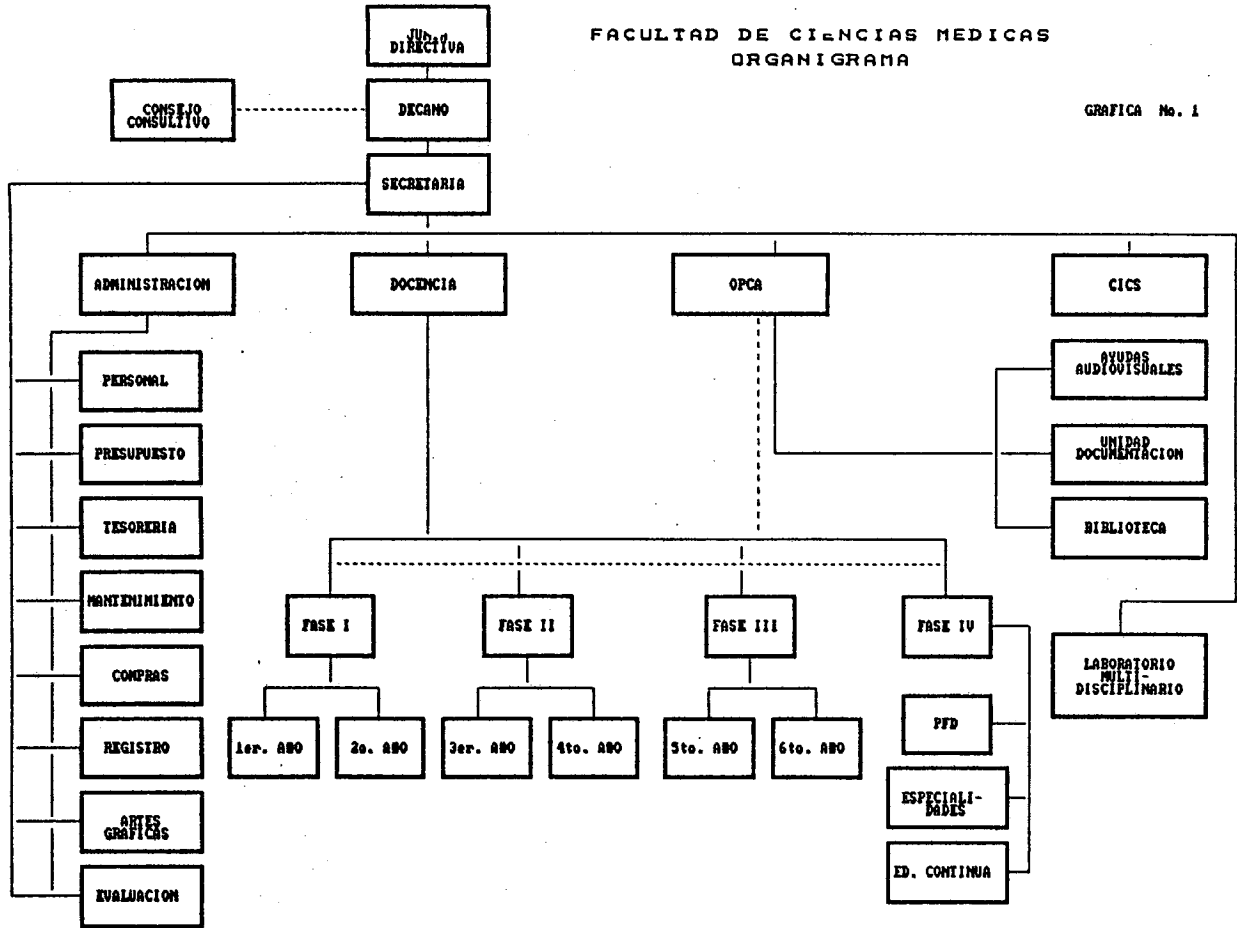 JUNTA
DIRECTIVA
FACULTAD DE CIENCIAS MEDICAS
ORGANIGRAMA
CONSEJO
CONSULTIVO
DECANO
GRAFICA No. 1
SECRETARIA
ADMINISTRACION
DOCENCIA
OPCA
CICS
PERSONAL
PRESUPUESTO
TESORERIA
MANTENIMIENTO
COMPRAS
REGISTRO
ARTES
GRAFICAS
EVALUACION
AYUDAS
AUDIOVISUALES
UNIDAD
DOCUMENTACION
BIBLIOTECA
LABORATORIO
MULTI-
DISCIPLINARIO
FASE I
FASE II
FASE III
FASE IV
1er. AÑO
2o. AÑO
3er. AÑO
4to. AÑO
5to. AÑO
6to. AÑO
PFD
ESPECIALI-
DADES
ED. CONTINUA